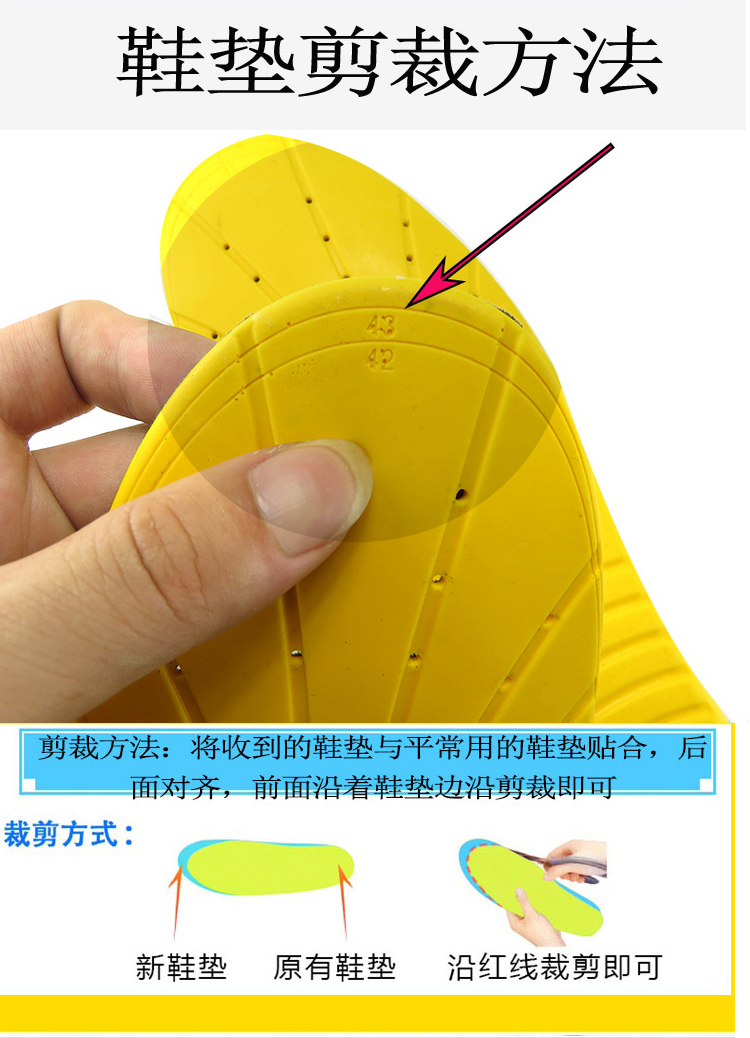 鞋垫剪裁方法
43
42
剪裁方法：将收到的鞋垫与平常用的鞋垫贴合，后
面对齐，前面沿着鞋垫边沿剪裁即可
裁剪方式：
新鞋垫
原有鞋垫
沿红线裁剪即可